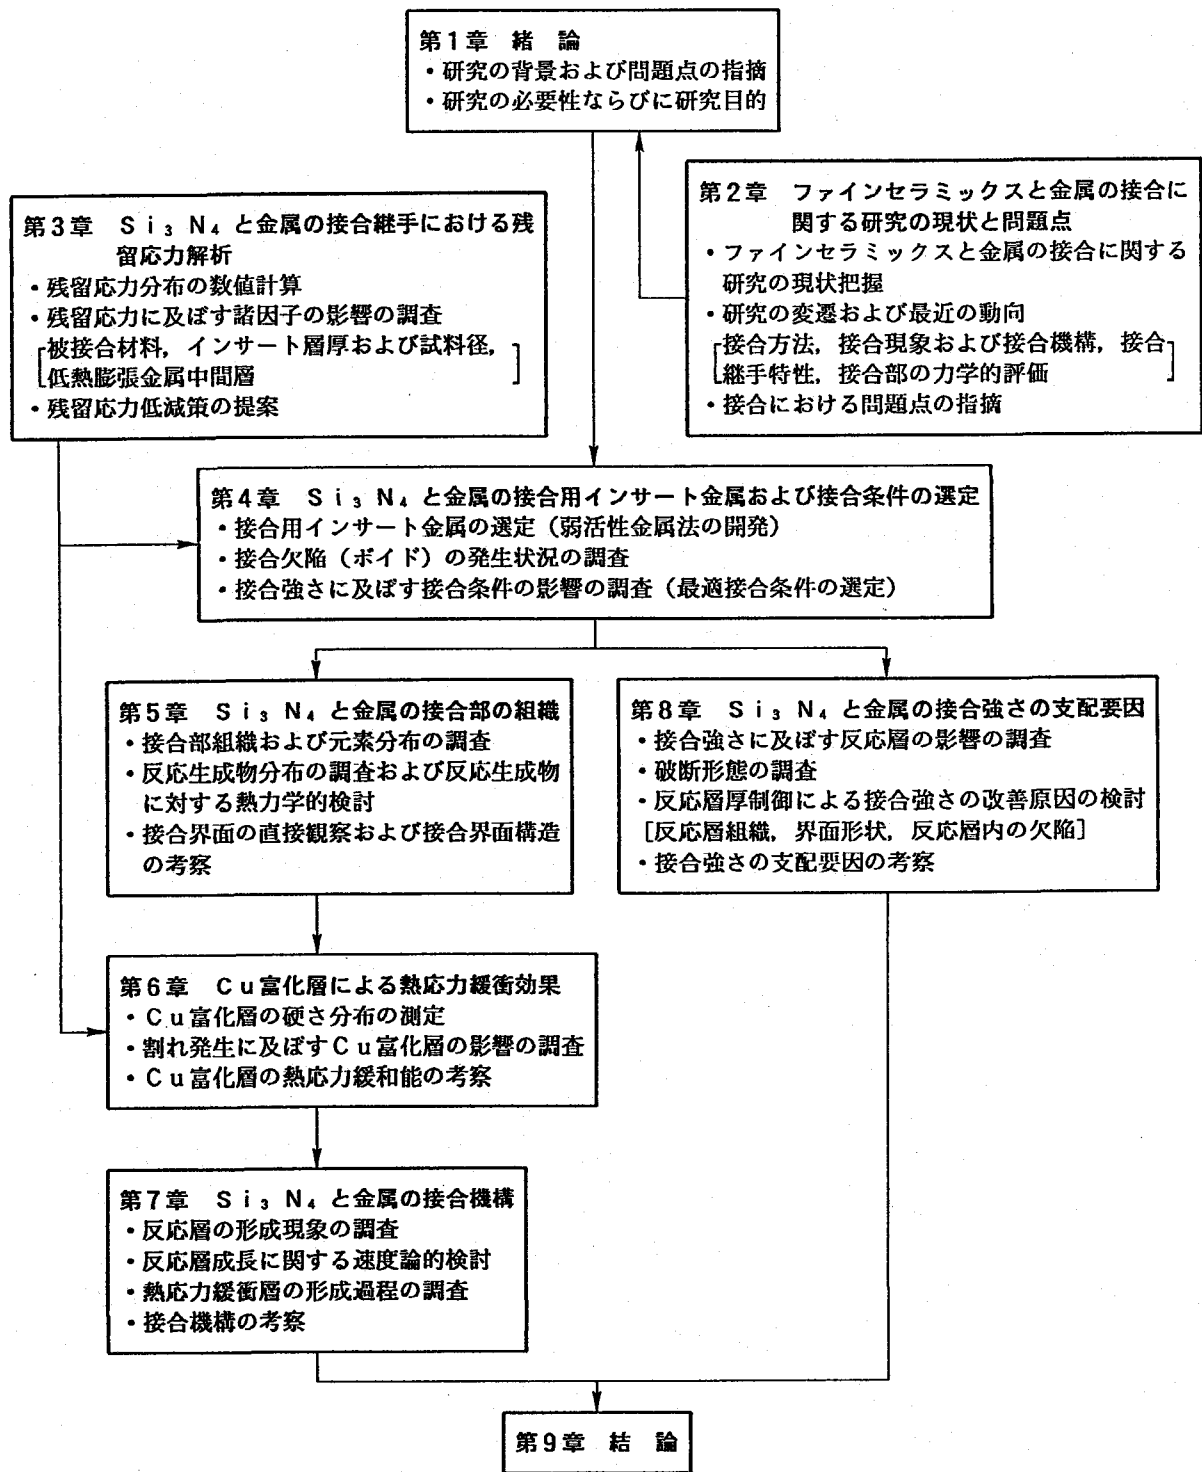 第1章 緒 論
・研究の背景および問題点の指摘
・研究の必要性ならびに研究目的
第2章 ファインセラミックスと金属の接合に
関する研究の現状と問題点
・ファインセラミックスと金属の接合に関する
研究の現状把握
・研究の変遷および最近の動向
[接合方法,接合現象および接合機構,接合
継手特性,接合部の力学的評価]
・接合における問題点の指摘
第3章 Si₃N₄と金属の接合継手における残
留応力解析
・残留応力分布の数値計算
・残留応力に及ぼす諸因子の影響の調査
[被接合材料,インサート層厚および試料径,
低熱膨張金属中間層]
・残留応力低減策の提案
第4章 Si₃N₄と金属の接合用インサート金属および接合条件の選定
・接合用インサート金属の選定(弱活性金属法の開発)
・接合欠陥(ボイド)の発生状況の調査
・接合強さに及ぼす接合条件の影響の調査(最適接合条件の選定)
第5章 Si₃N₄と金属の接合部の組織
・接合部組織および元素分布の調査
・反応生成物分布の調査および反応生成物
に対する熱力学的検討
・接合界面の直接観察および接合界面構造
の考察
第6章 Cu富化層による熱応力緩衝効果
・Cu富化層の硬さ分布の測定
・割れ発生に及ぼすCu富化層の影響の調査
・Cu富化層の熱応力緩和能の考察
第7章 Si₃N₄と金属の接合機構
・反応層の形成現象の調査
・反応層成長に関する速度論的検討
・熱応力緩衝層の形成過程の調査
・接合機構の考察
第8章 Si₃N₄と金属の接合強さの支配要因
・接合強さに及ぼす反応層の影響の調査
・破断形態の調査
・反応層厚制御による接合強さの改善原因の検討
[反応層組織,界面形状,反応層内の欠陥]
・接合強さの支配要因の考察
第9章 結 論